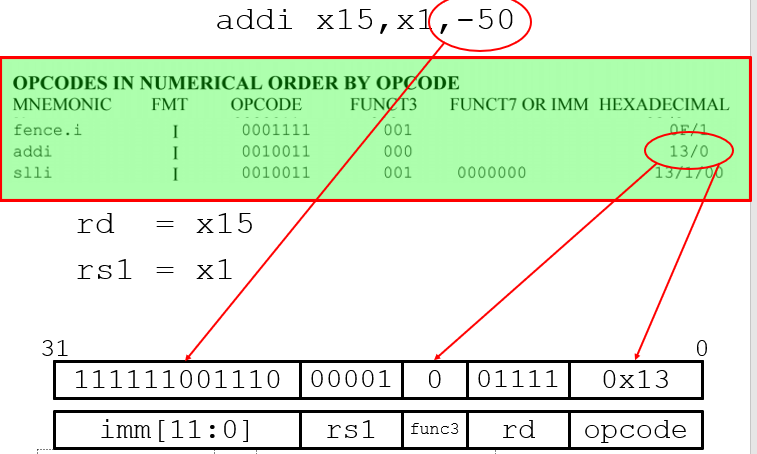 addi x15,x1,-50
OPCODES IN NUMERICAL ORDER BY OPCODE
MNEMONIC FMT OPCODE FUNCT3 FUNCT7 OR IMM HEXADECIMAL
fence.i I 0001111 001 0F/1
addi I 0010011 000 13/0
slli I 0010011 001 0000000 13/1/00
rd = x15
rs1 = x1
31 0
111111001110 00001 0 01111 0x13
imm[11:0] rs1 func3 rd opcode